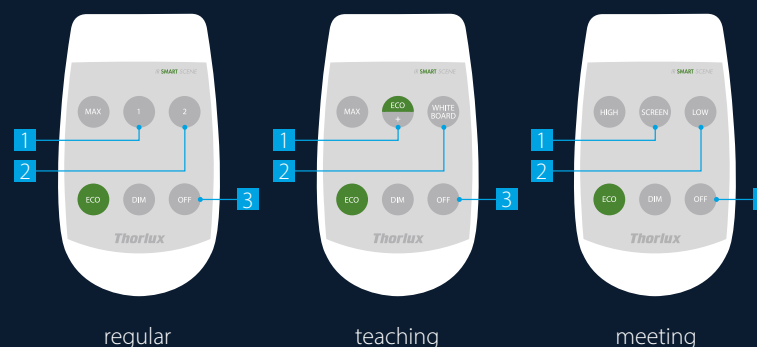 SMART SCENE
MAX 1 2
ECO DIM OFF
Thorlux
1
2
3
regular
SMART SCENE
MAX ECO + WHITE BOARD
ECO DIM OFF
Thorlux
1
2
3
teaching
SMART SCENE
HIGH SCREEN LOW
ECO DIM OFF
Thorlux
1
2
meeting